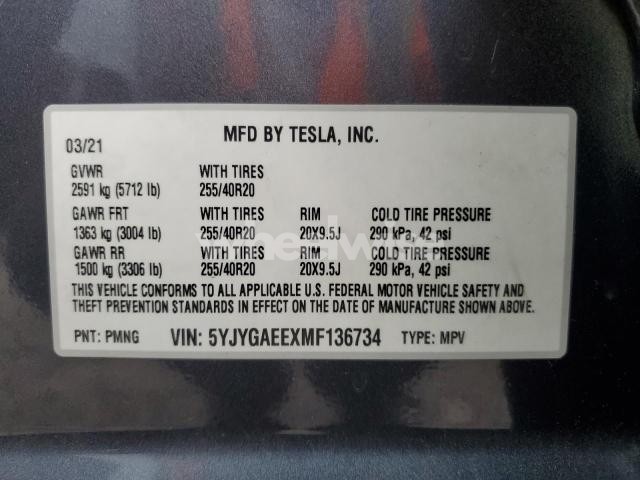 MFD BY TESLA, INC.
03/21
GVWR WITH TIRES
2591 kg (5712 lb) 255/40R20
GAWR FRT WITH TIRES RIM COLD TIRE PRESSURE
1363 kg (3004 lb) 255/40R20 20X9.5J 290 kPa, 42 psi
GAWR RR WITH TIRES RIM COLD TIRE PRESSURE
1500 kg (3306 lb) 255/40R20 20X9.5J 290 kPa, 42 psi
THIS VEHICLE CONFORMS TO ALL APPLICABLE U.S. FEDERAL MOTOR VEHICLE SAFETY AND
THEFT PREVENTION STANDARDS IN EFFECT ON THE DATE OF MANUFACTURE SHOWN ABOVE.
PNT: PMNG VIN: 5YJYGAEEXMF136734 TYPE: MPV